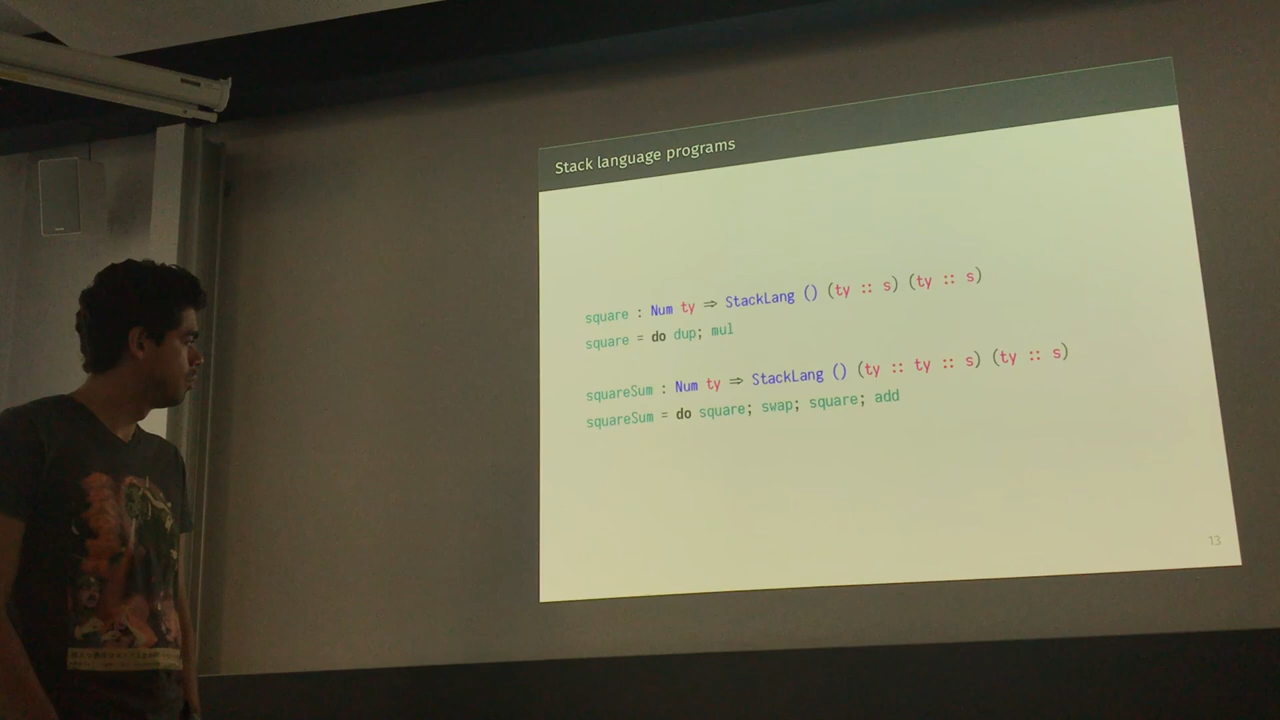 Stack language programs
square : Num ty ⇒ StackLang () (ty :: s) (ty :: s)
square = do dup; mul
squareSum : Num ty ⇒ StackLang () (ty :: ty :: s) (ty :: s)
squareSum = do square; swap; square; add
13